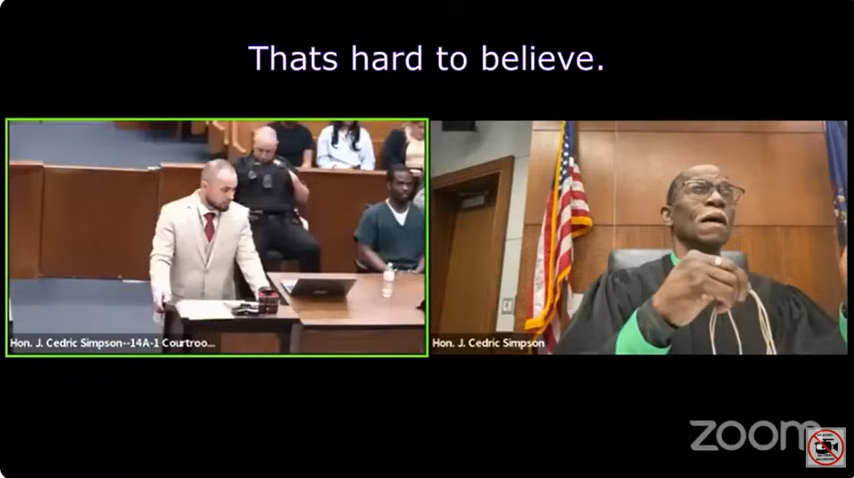 Thats hard to believe.
Hon. J. Cedric Simpson--14A-1 Courtroo...
Hon. J. Cedric Simpson
zoom